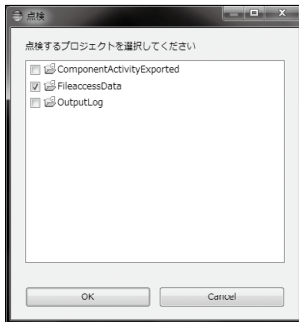 点検
点検するプロジェクトを選択してください
ComponentActivityExported
FileaccessData
OutputLog
OK
Cancel